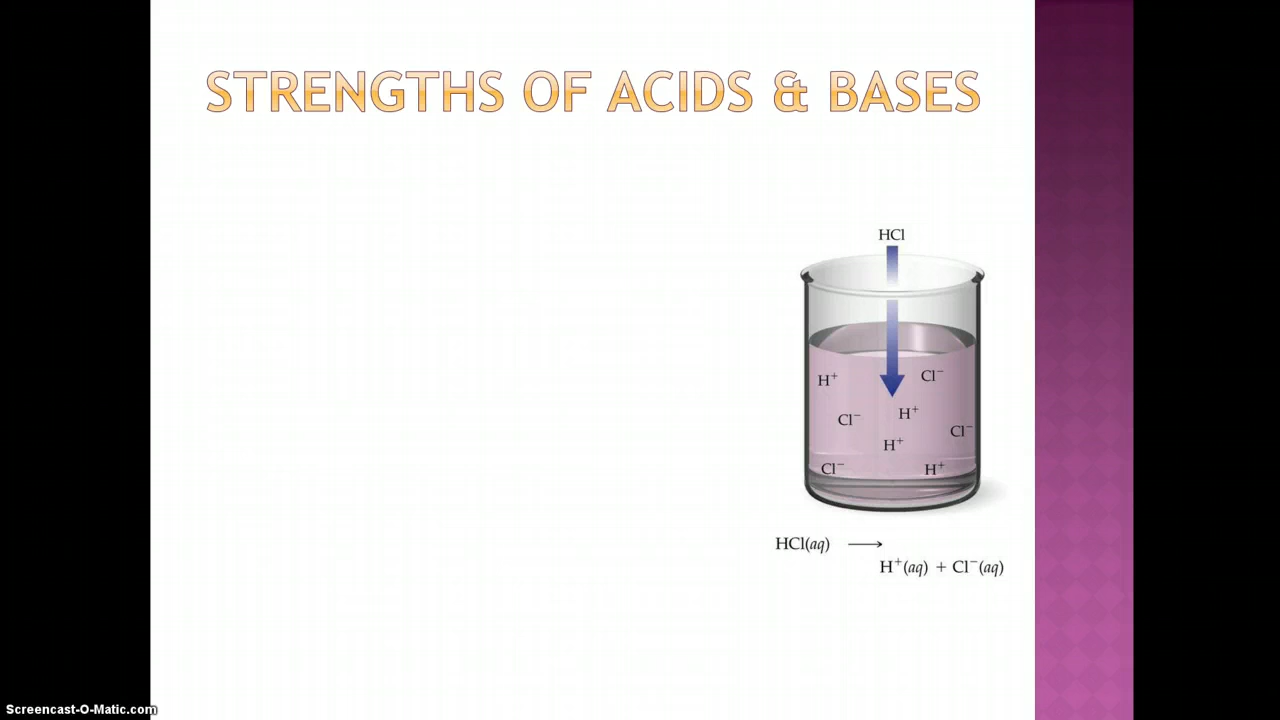 STRENGTHS OF ACIDS & BASES
HCl
H⁺ Cl⁻
Cl⁻ H⁺
Cl⁻
H⁺
Cl⁻ H⁺
HCl(aq) ⟶
H⁺(aq) + Cl⁻(aq)
Screencast-O-Matic.com